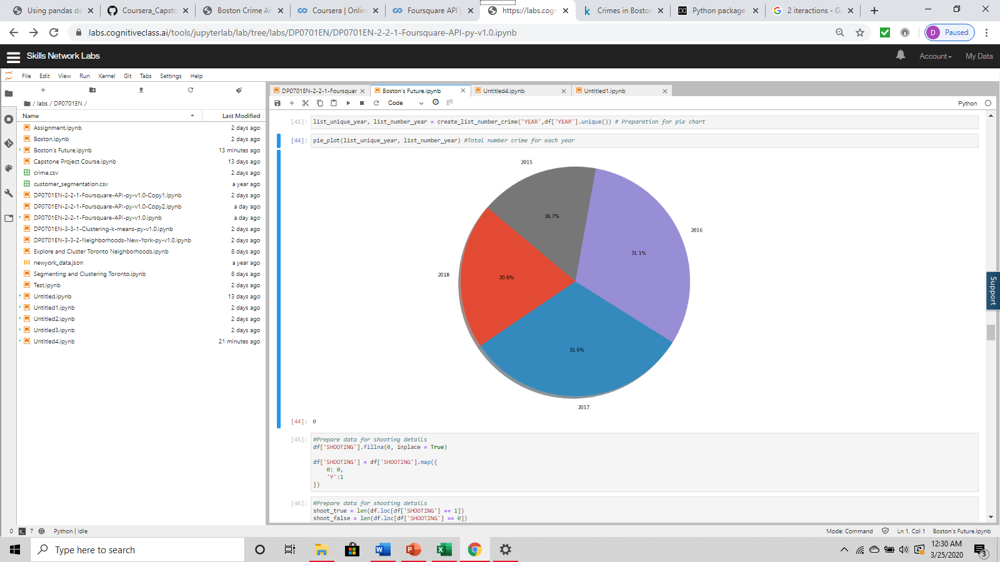 Using pandas de
Coursera_Capsto
Boston Crime An
Coursera | Online
Foursquare API |
https://labs.cogn
Crimes in Boston
Python package
2 iteractions - Go
labs.cognitiveclass.ai/tools/jupyterlab/lab/tree/labs/DP0701EN/DP0701EN-2-2-1-Foursquare-API-py-v1.0.ipynb
D Paused
Skills Network Labs
Account
My Data
File Edit View Run Kernel Git Tabs Settings Help
/ labs / DP0701EN /
Name Last Modified
Assignment.ipynb 2 days ago
Boston.ipynb 2 days ago
Boston's Future.ipynb 13 minutes ago
Capstone Project Course.ipynb 13 days ago
crime.csv 2 days ago
customer_segmentation.csv a year ago
DP0701EN-2-2-1-Foursquare-API-py-v1.0-Copy1.ipynb 2 days ago
DP0701EN-2-2-1-Foursquare-API-py-v1.0-Copy2.ipynb a day ago
DP0701EN-2-2-1-Foursquare-API-py-v1.0.ipynb a day ago
DP0701EN-3-3-1-Clustering-k-means-py-v1.0.ipynb 2 days ago
DP0701EN-3-3-2-Neighborhoods-New-York-py-v1.0.ipynb 2 days ago
Explore and Cluster Toronto Neighborhoods.ipynb 8 days ago
newyork_data.json a year ago
Segmenting and Clustering Toronto.ipynb 8 days ago
Test.ipynb 2 days ago
Untitled.ipynb 13 days ago
Untitled1.ipynb 2 days ago
Untitled2.ipynb 2 days ago
Untitled3.ipynb 2 days ago
Untitled4.ipynb 21 minutes ago
DP0701EN-2-2-1-Foursquar
Boston's Future.ipynb
Untitled4.ipynb
Untitled1.ipynb
Code
git
Python
[41]: list_unique_year, list_number_year = create_list_number_crime('YEAR',df['YEAR'].unique()) # Preparation for pie chart
[44]: pie_plot(list_unique_year, list_number_year) #Total number crime for each year
2015
16.7%
2016
31.1%
2018
20.6%
31.6%
2017
[44]: 0
[45]: #Prepare data for shooting details
df['SHOOTING'].fillna(0, inplace = True)
df['SHOOTING'] = df['SHOOTING'].map({
0: 0,
'Y':1
})
[46]: #Prepare data for shooting details
shoot_true = len(df.loc[df['SHOOTING'] == 1])
shoot_false = len(df.loc[df['SHOOTING'] == 0])
Support
0 7 Python | Idle
Mode: Command
Ln 1, Col 1
Boston's Future.ipynb
Type here to search
12:30 AM
3/25/2020
3